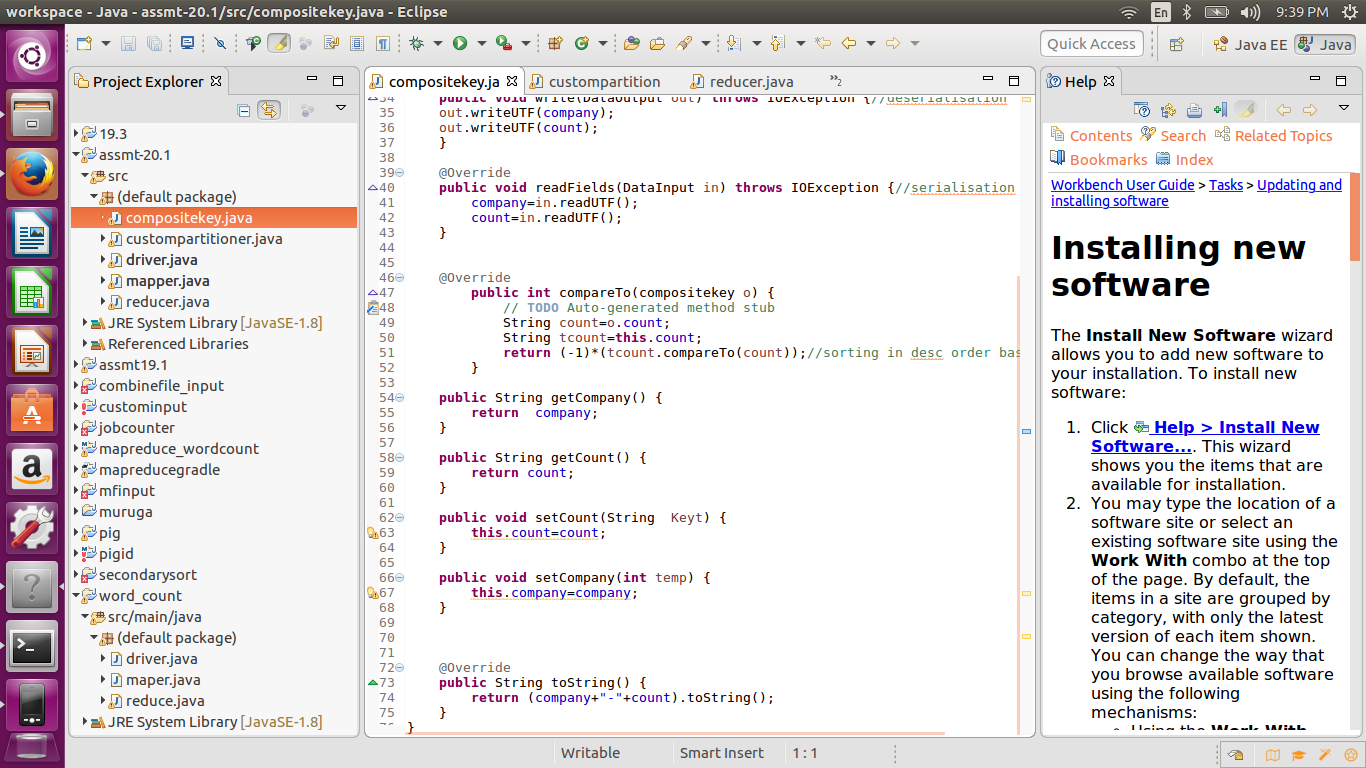 workspace - Java - assmt-20.1/src/compositekey.java - Eclipse
En
9:39 PM
Quick Access
Java EE
Java
Project Explorer
compositekey.ja
custompartition
reducer.java
»2
Help
19.3
assmt-20.1
src
(default package)
compositekey.java
custompartitioner.java
driver.java
mapper.java
reducer.java
JRE System Library [JavaSE-1.8]
Referenced Libraries
assmt19.1
combinefile_input
custominput
jobcounter
mapreduce_wordcount
mapreducegradle
mfinput
muruga
pig
pigid
secondarysort
word_count
src/main/java
(default package)
driver.java
maper.java
reduce.java
JRE System Library [JavaSE-1.8]
34 public void write(DataOutput out) throws IOException {//deserialisation
35 out.writeUTF(company);
36 out.writeUTF(count);
37 }
38
39 @Override
40 public void readFields(DataInput in) throws IOException {//serialisation
41 company=in.readUTF();
42 count=in.readUTF();
43 }
44
45
46 @Override
47 public int compareTo(compositekey o) {
48 // TODO Auto-generated method stub
49 String count=o.count;
50 String tcount=this.count;
51 return (-1)*(tcount.compareTo(count));//sorting in desc order bas
52 }
53
54 public String getCompany() {
55 return  company;
56 }
57
58 public String getCount() {
59 return count;
60 }
61
62 public void setCount(String  Keyt) {
63 this.count=count;
64 }
65
66 public void setCompany(int temp) {
67 this.company=company;
68 }
69
70
71
72 @Override
73 public String toString() {
74 return (company+"-"+count).toString();
75 }
76 }
Contents Search Related Topics
Bookmarks Index
Workbench User Guide > Tasks > Updating and
installing software
Installing new
software
The Install New Software wizard
allows you to add new software to
your installation. To install new
software:
1. Click Help > Install New
Software.... This wizard
shows you the items that are
available for installation.
2. You may type the location of a
software site or select an
existing software site using the
Work With combo at the top
of the page. By default, the
items in a site are grouped by
category, with only the latest
version of each item shown.
You can change the way that
you browse available software
using the following
mechanisms:
Using the Work With
Writable
Smart Insert
1 : 1